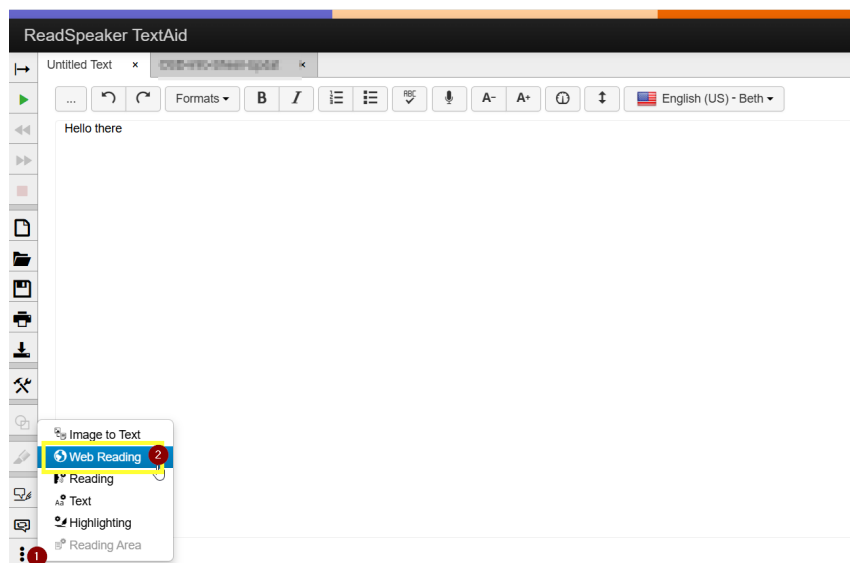 ReadSpeaker TextAid
Untitled Text ×
... Formats B I ABC A- A+ English (US) - Beth
Hello there
Image to Text
Web Reading 2
Reading
Text
Highlighting
Reading Area
1